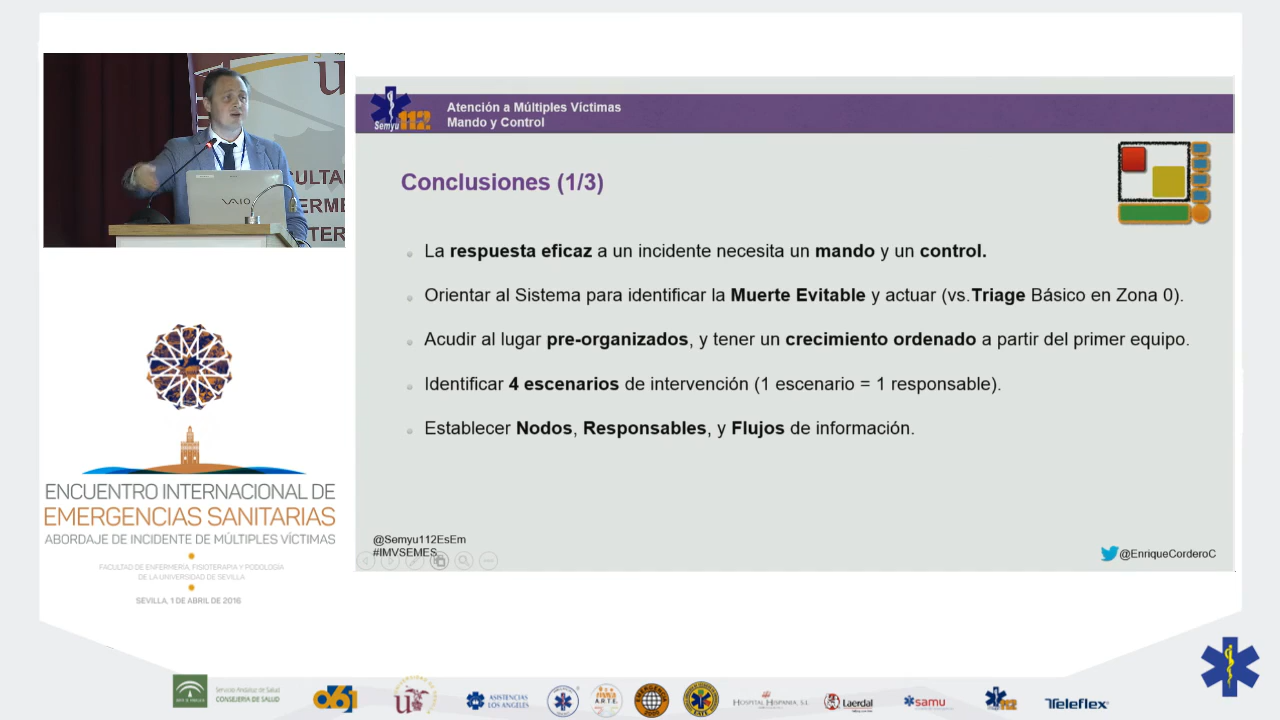 ULTA
ERME
TER
VAIO
Semyu 112
Atención a Múltiples Víctimas
Mando y Control
Conclusiones (1/3)
La respuesta eficaz a un incidente necesita un mando y un control.
Orientar al Sistema para identificar la Muerte Evitable y actuar (vs.Triage Básico en Zona 0).
Acudir al lugar pre-organizados, y tener un crecimiento ordenado a partir del primer equipo.
Identificar 4 escenarios de intervención (1 escenario = 1 responsable).
Establecer Nodos, Responsables, y Flujos de información.
@Semyu112EsEm
#IMVSEMES
@EnriqueCorderoC
ENCUENTRO INTERNACIONAL DE
EMERGENCIAS SANITARIAS
ABORDAJE DE INCIDENTE DE MÚLTIPLES VÍCTIMAS
FACULTAD DE ENFERMERÍA, FISIOTERAPIA Y PODOLOGÍA
DE LA UNIVERSIDAD DE SEVILLA
SEVILLA, 1 DE ABRIL DE 2016
Servicio Andaluz de Salud
CONSEJERÍA DE SALUD
061
ASISTENCIAS
LOS ANGELES
HOSPITAL HISPANIA, S.L.
Laerdal
samu
112
Teleflex